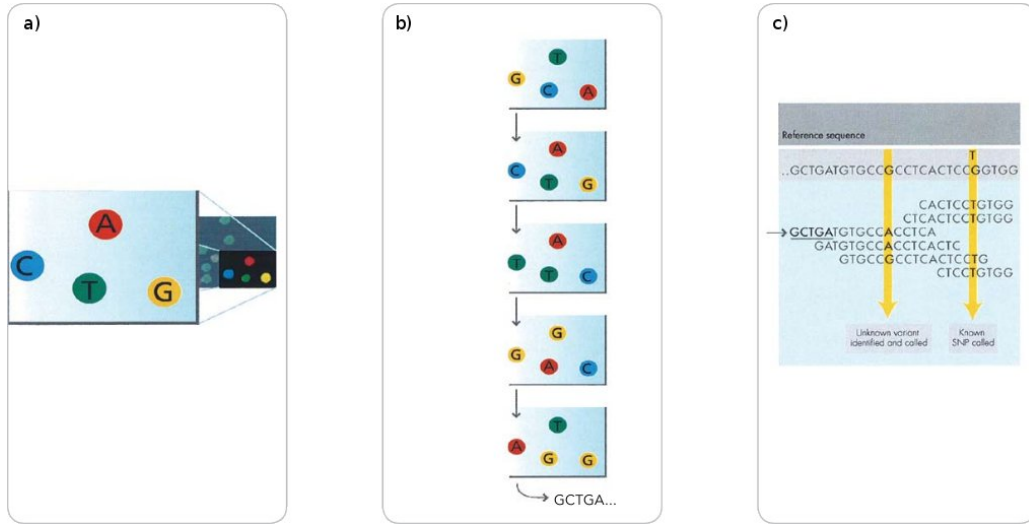 a)
A
C
T
G
b)
T
G
C
A
A
C
T
G
A
T
T
C
G
G
A
C
T
A
G
G
GCTGA...
c)
Reference sequence
T
..GCTGATGTGCCGCCTCACTCCGGTGG
CACTCCTGTGG
CTCACTCCTGTGG
GCTGATGTGCCACCTCA
GATGTGCCACCTCACTC
GTGCCGCCTCACTCCTG
CTCCTGTGG
Unknown variant
identified and called
Known
SNP called